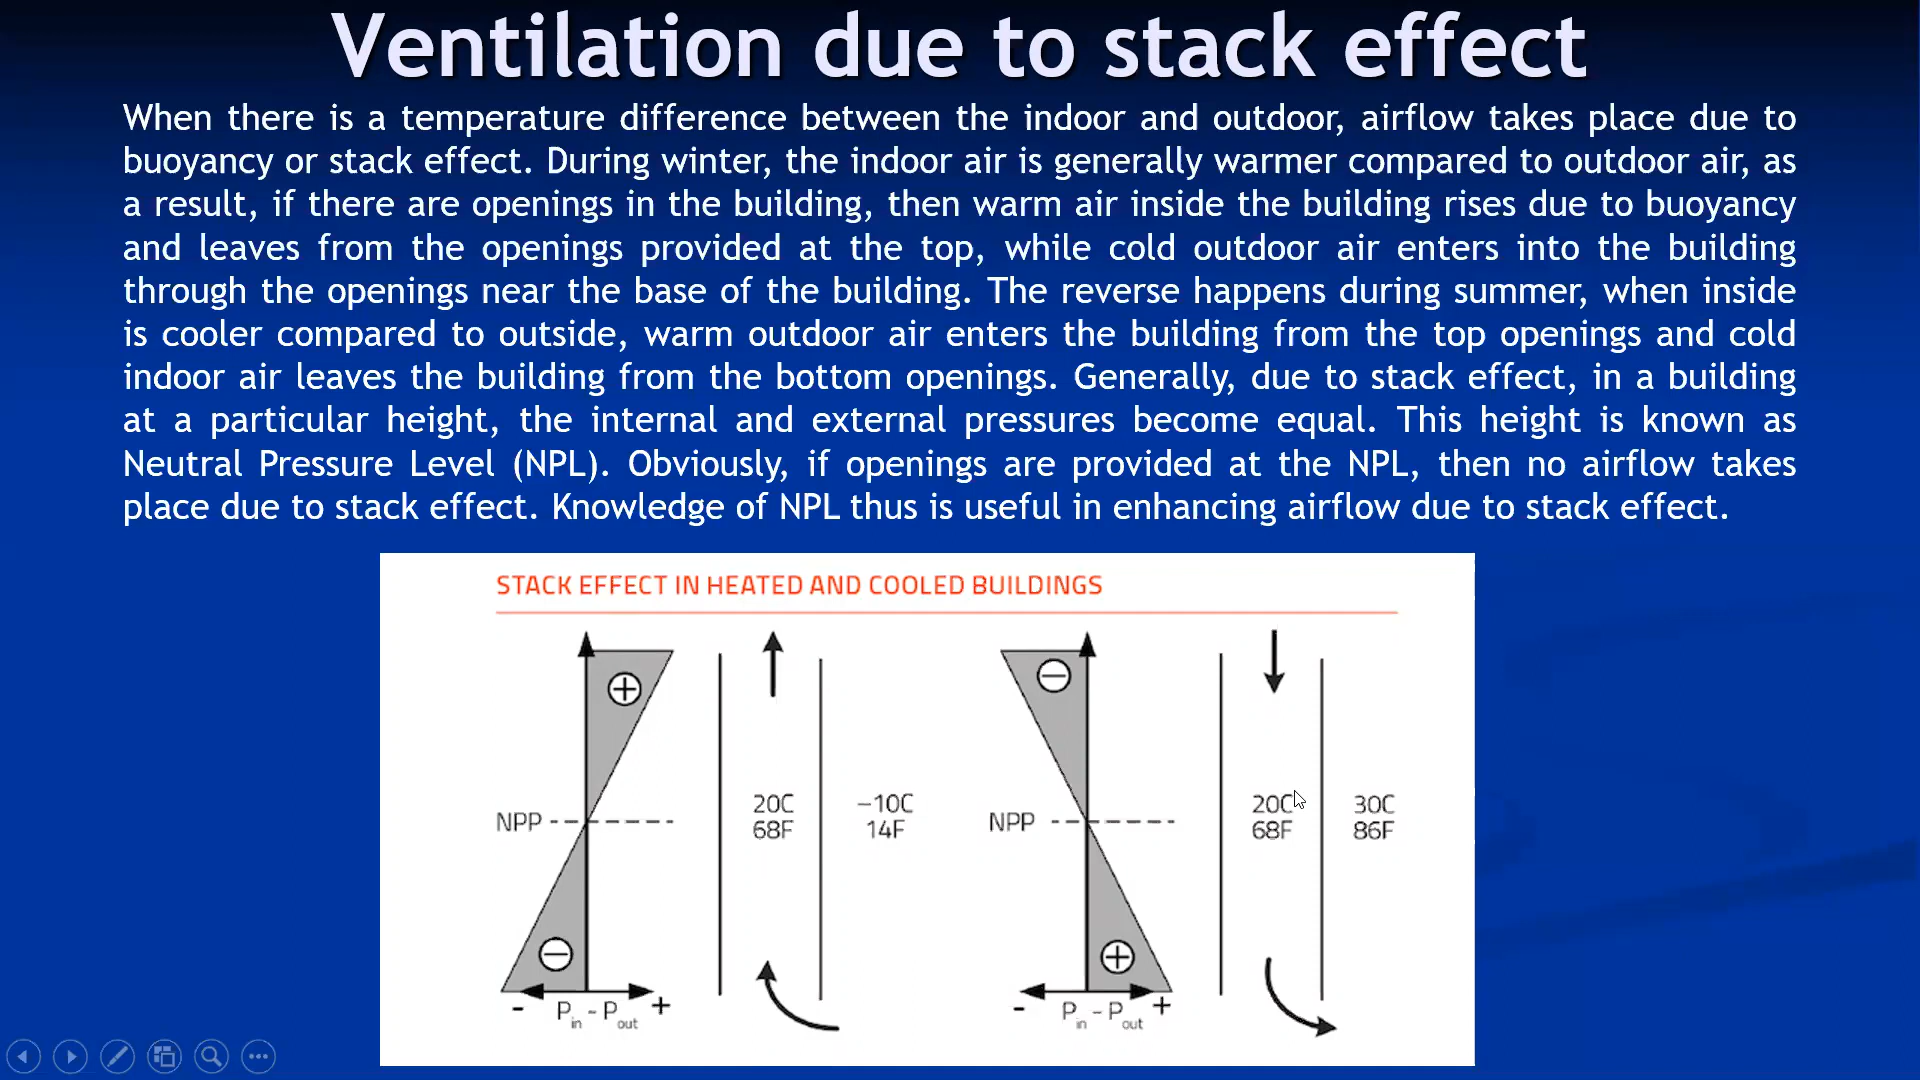 Ventilation due to stack effect
When there is a temperature difference between the indoor and outdoor, airflow takes place due to
buoyancy or stack effect. During winter, the indoor air is generally warmer compared to outdoor air, as
a result, if there are openings in the building, then warm air inside the building rises due to buoyancy
and leaves from the openings provided at the top, while cold outdoor air enters into the building
through the openings near the base of the building. The reverse happens during summer, when inside
is cooler compared to outside, warm outdoor air enters the building from the top openings and cold
indoor air leaves the building from the bottom openings. Generally, due to stack effect, in a building
at a particular height, the internal and external pressures become equal. This height is known as
Neutral Pressure Level (NPL). Obviously, if openings are provided at the NPL, then no airflow takes
place due to stack effect. Knowledge of NPL thus is useful in enhancing airflow due to stack effect.
STACK EFFECT IN HEATED AND COOLED BUILDINGS
+
−
NPP
20C
68F
−10C
14F
- Pin - Pout +
−
+
NPP
20C
68F
30C
86F
- Pin - Pout +